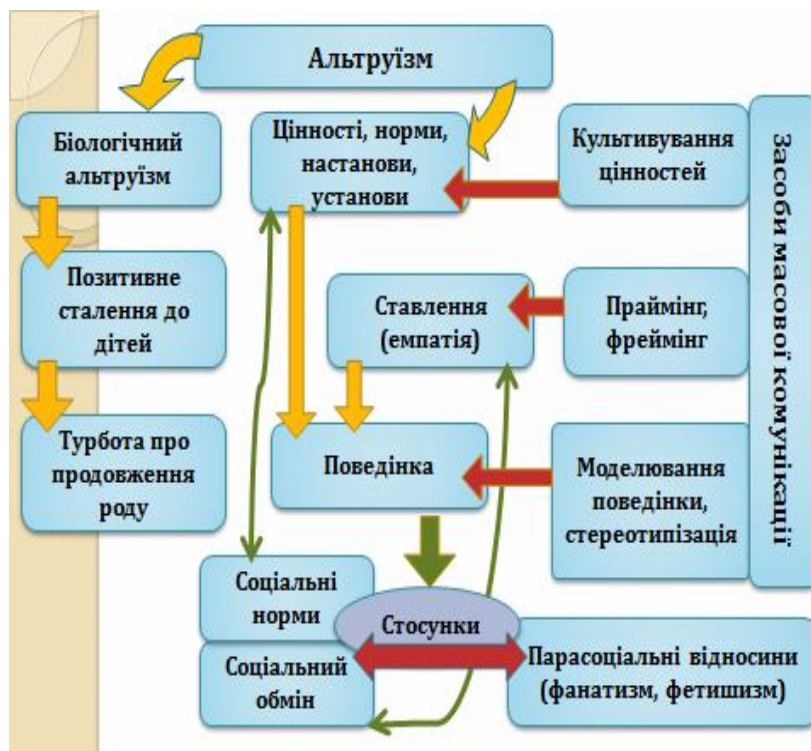 Альтруїзм
Біологічний
альтруїзм
Цінності, норми,
настанови,
установи
Культивування
цінностей
Засоби масової комунікації
Позитивне
сталення до
дітей
Ставлення
(емпатія)
Праймінг,
фреймінг
Турбота про
продовження
роду
Поведінка
Моделювання
поведінки,
стереотипізація
Соціальні
норми
Стосунки
Соціальний
обмін
Парасоціальні відносини
(фанатизм, фетишизм)